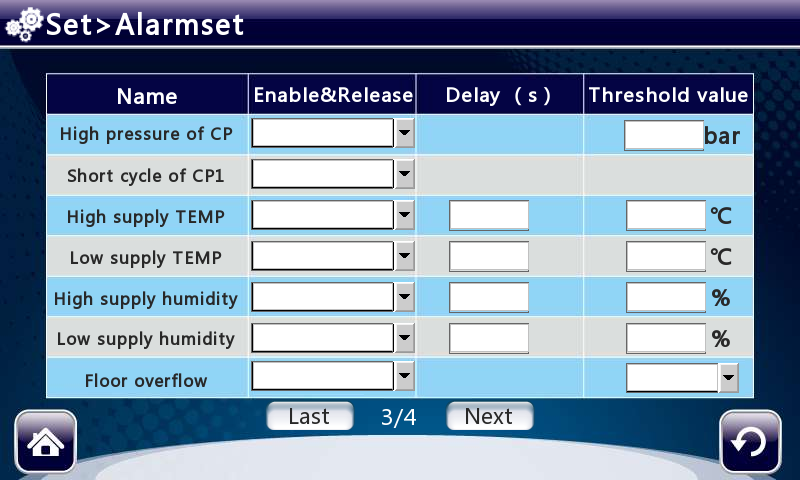 Set>Alarmset
Name Enable&Release Delay （s） Threshold value
High pressure of CP bar
Short cycle of CP1
High supply TEMP ℃
Low supply TEMP ℃
High supply humidity %
Low supply humidity %
Floor overflow
Last 3/4 Next